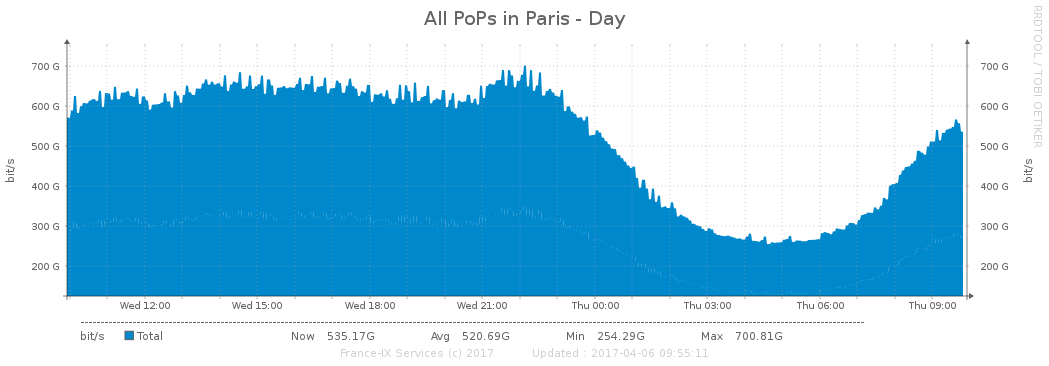 All PoPs in Paris - Day
RRDTOOL / TOBI OETIKER
bit/s
bit/s
700 G 700 G
600 G 600 G
500 G 500 G
400 G 400 G
300 G 300 G
200 G 200 G
Wed 12:00 Wed 15:00 Wed 18:00 Wed 21:00 Thu 00:00 Thu 03:00 Thu 06:00 Thu 09:00
bit/s Total Now 535.17G Avg 520.69G Min 254.29G Max 700.81G
France-IX Services (c) 2017 Updated : 2017-04-06 09:55:11